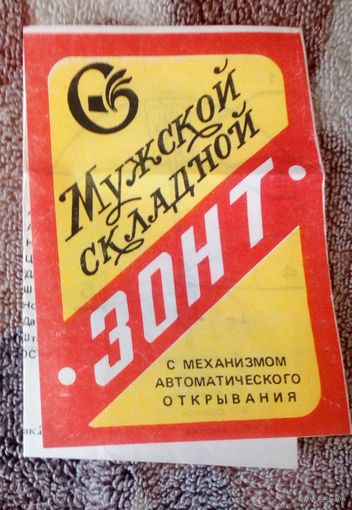 Мужской
складной
ЗОНТ
С МЕХАНИЗМОМ
АВТОМАТИЧЕСКОГО
ОТКРЫВАНИЯ